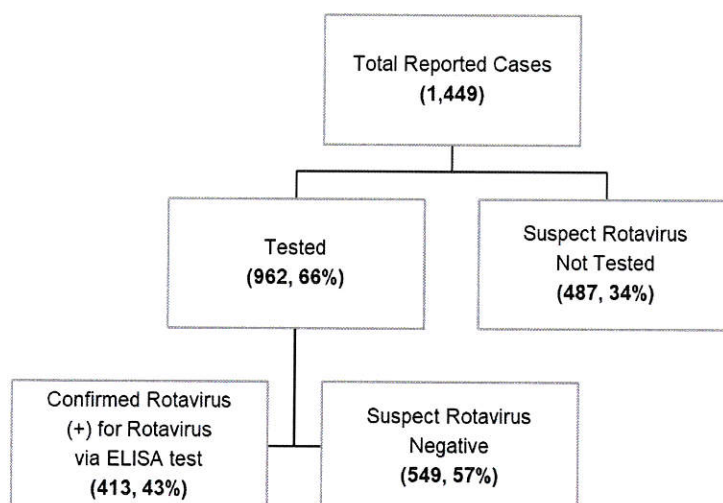 Total Reported Cases
(1,449)
Tested
(962, 66%)
Suspect Rotavirus
Not Tested
(487, 34%)
Confirmed Rotavirus
(+) for Rotavirus
via ELISA test
(413, 43%)
Suspect Rotavirus
Negative
(549, 57%)